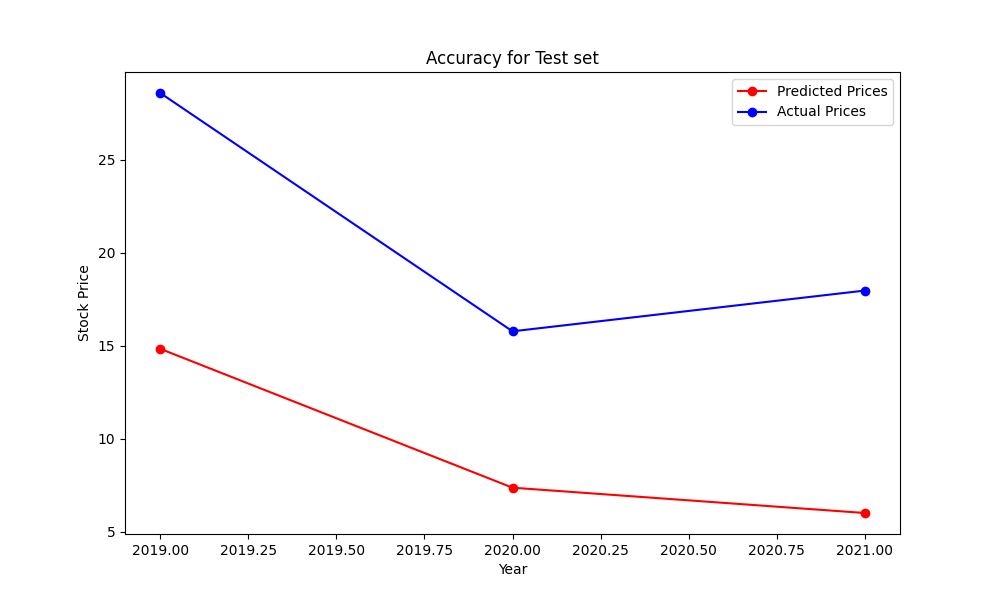 Accuracy for Test set
Predicted Prices
Actual Prices
Stock Price
25
20
15
10
5
2019.00 2019.25 2019.50 2019.75 2020.00 2020.25 2020.50 2020.75 2021.00
Year